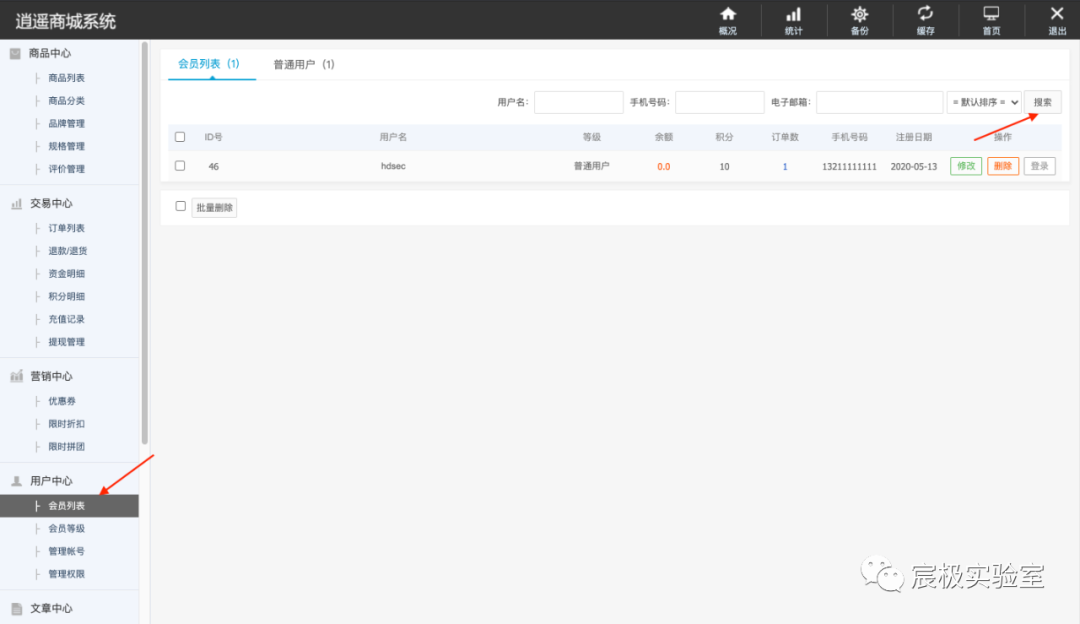 逍遥商城系统
概况
统计
备份
缓存
首页
退出
商品中心
├ 商品列表
├ 商品分类
├ 品牌管理
├ 规格管理
├ 评价管理
交易中心
├ 订单列表
├ 退款/退货
├ 资金明细
├ 积分明细
├ 充值记录
├ 提现管理
营销中心
├ 优惠券
├ 限时折扣
├ 限时拼团
用户中心
├ 会员列表
├ 会员等级
├ 管理帐号
├ 管理权限
文章中心
会员列表（1） 普通用户（1）
用户名: 手机号码: 电子邮箱: = 默认排序 = 搜索
ID号 用户名 等级 余额 积分 订单数 手机号码 注册日期 操作
46 hdsec 普通用户 0.0 10 1 13211111111 2020-05-13 修改 删除 登录
批量删除
宸极实验室